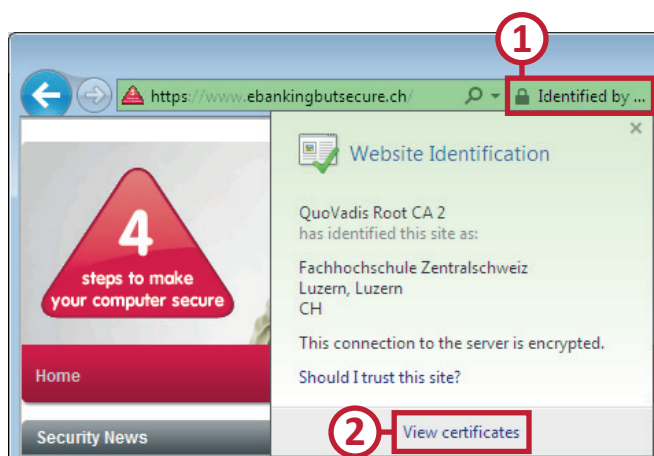 1
https://www.ebankingbutsecure.ch/
Identified by ...
Website Identification
QuoVadis Root CA 2
has identified this site as:
Fachhochschule Zentralschweiz
Luzern, Luzern
CH
This connection to the server is encrypted.
Should I trust this site?
2
View certificates
4
steps to make
your computer secure
Home
Security News